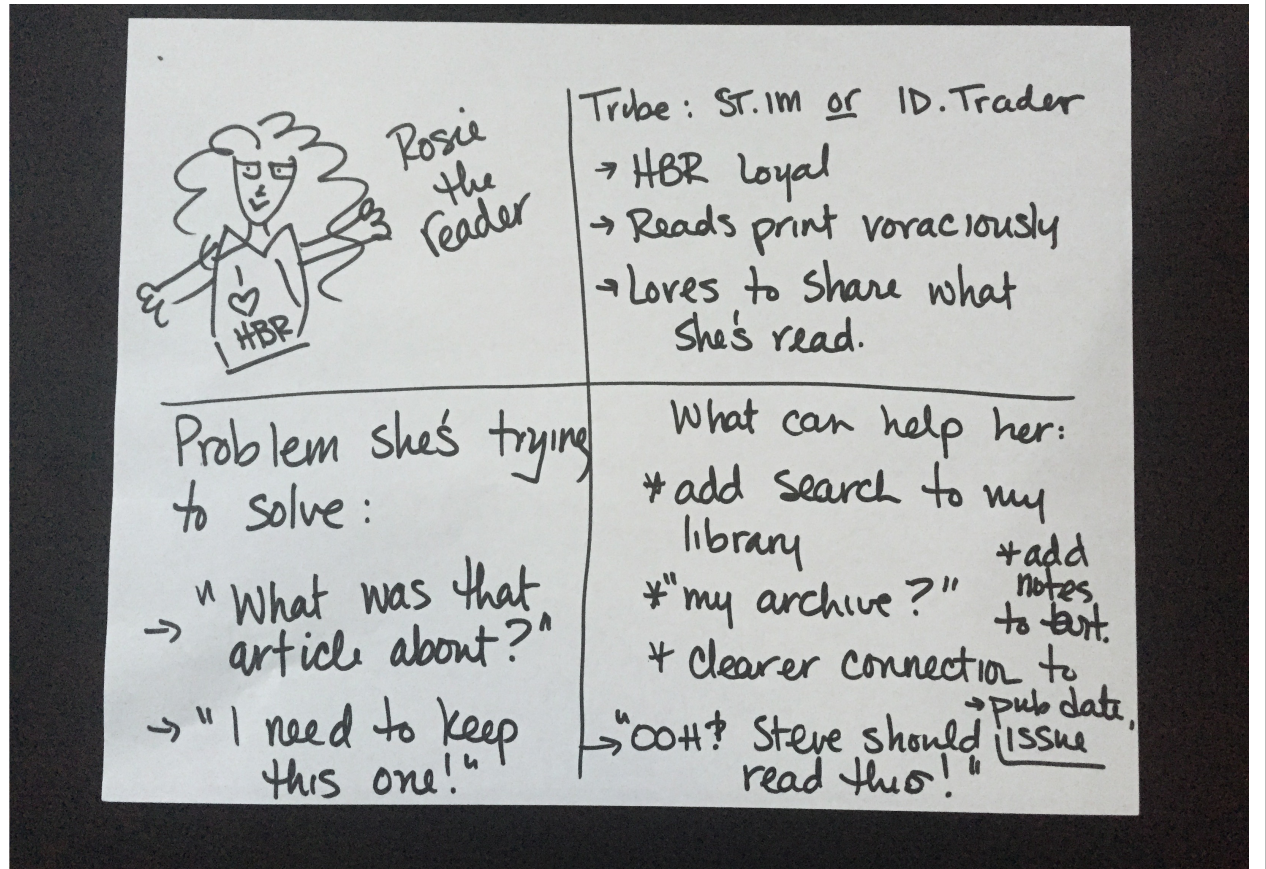 Rosie
the
reader
I
♡
HBR
Tribe: ST.IM or ID.Trader
→ HBR Loyal
→ Reads print voraciously
→ Loves to share what
she's read.
Problem she's trying
to solve:
→ "What was that
article about?"
→ "I need to keep
this one!"
What can help her:
* add search to my
library
* "my archive?"
* add
notes
to
* clearer connection to
→ pub date,
issue
→ "OOH! Steve should
read this!"